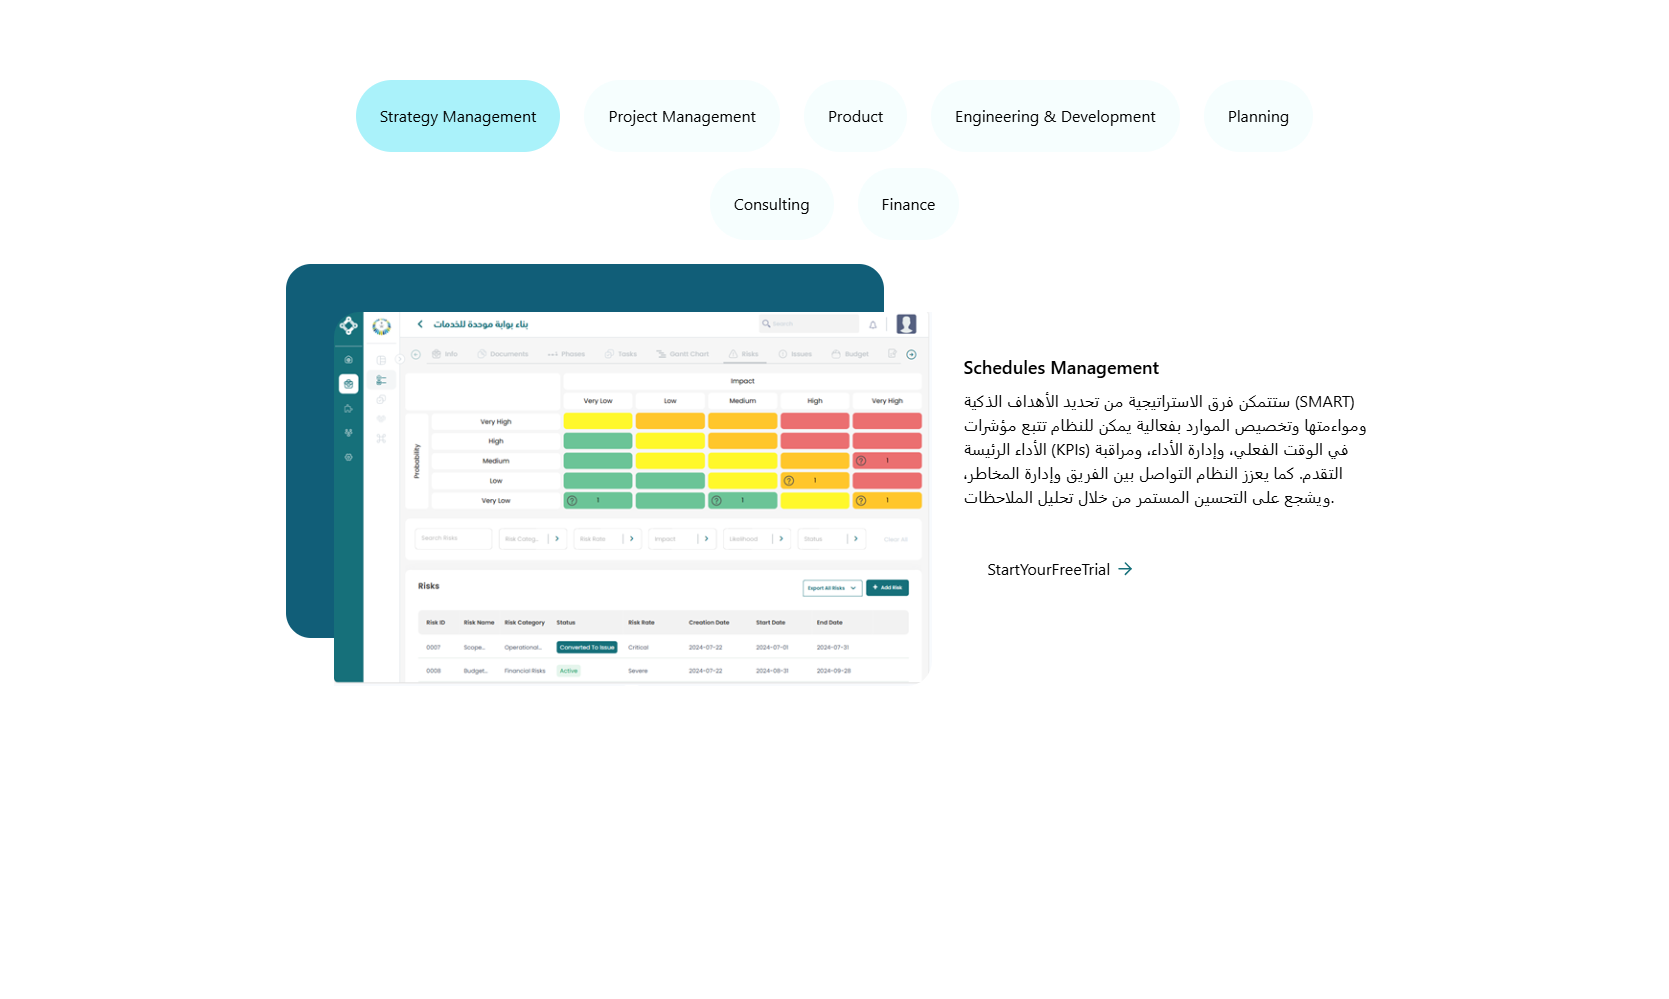 Strategy Management
Project Management
Product
Engineering & Development
Planning
Consulting
Finance
بناء بوابة موحدة للخدمات
Search
Info
Documents
Phases
Tasks
Gantt Chart
Risks
Issues
Budget
Impact
Very Low
Low
Medium
High
Very High
Probability
Very High
High
Medium
1
Low
1
Very Low
1
1
1
Search Risks
Risk Categ..
Risk Rate
Impact
Likelihood
Status
Clear All
Risks
Export All Risks
+ Add Risk
Risk ID Risk Name Risk Category Status Risk Rate Creation Date Start Date End Date
0007 Scope... Operational... Converted To Issue Critical 2024-07-22 2024-07-01 2024-07-31
0008 Budget... Financial Risks Active Severe 2024-07-22 2024-08-31 2024-09-28
Schedules Management
ستتمكن فرق الاستراتيجية من تحديد الأهداف الذكية (SMART)
ومواءمتها وتخصيص الموارد بفعالية يمكن للنظام تتبع مؤشرات
الأداء الرئيسة (KPIs) في الوقت الفعلي، وإدارة الأداء، ومراقبة
التقدم. كما يعزز النظام التواصل بين الفريق وإدارة المخاطر،
ويشجع على التحسين المستمر من خلال تحليل الملاحظات.
StartYourFreeTrial